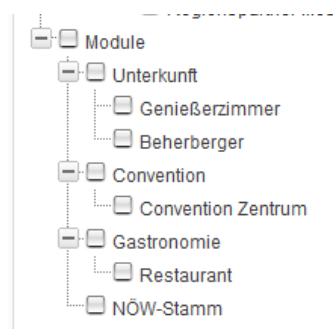 Module
Unterkunft
Genießerzimmer
Beherberger
Convention
Convention Zentrum
Gastronomie
Restaurant
NÖW-Stamm